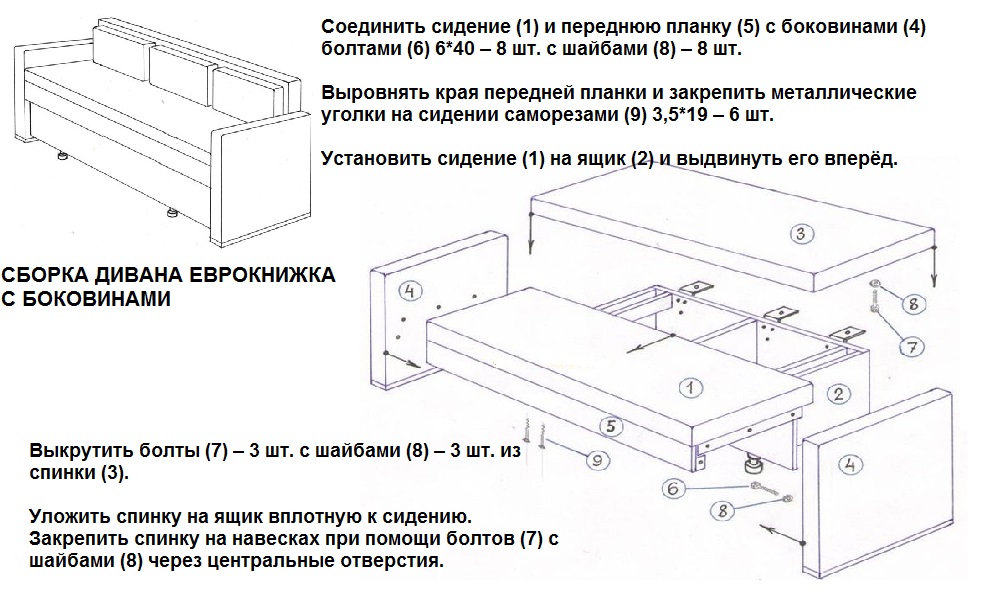 Соединить сидение (1) и переднюю планку (5) с боковинами (4)
болтами (6) 6*40 – 8 шт. с шайбами (8) – 8 шт.
Выровнять края передней планки и закрепить металлические
уголки на сидении саморезами (9) 3,5*19 – 6 шт.
Установить сидение (1) на ящик (2) и выдвинуть его вперёд.
СБОРКА ДИВАНА ЕВРОКНИЖКА
С БОКОВИНАМИ
3
4
8
7
1
2
5
9
4
6
8
Выкрутить болты (7) – 3 шт. с шайбами (8) – 3 шт. из
спинки (3).
Уложить спинку на ящик вплотную к сидению.
Закрепить спинку на навесках при помощи болтов (7) с
шайбами (8) через центральные отверстия.